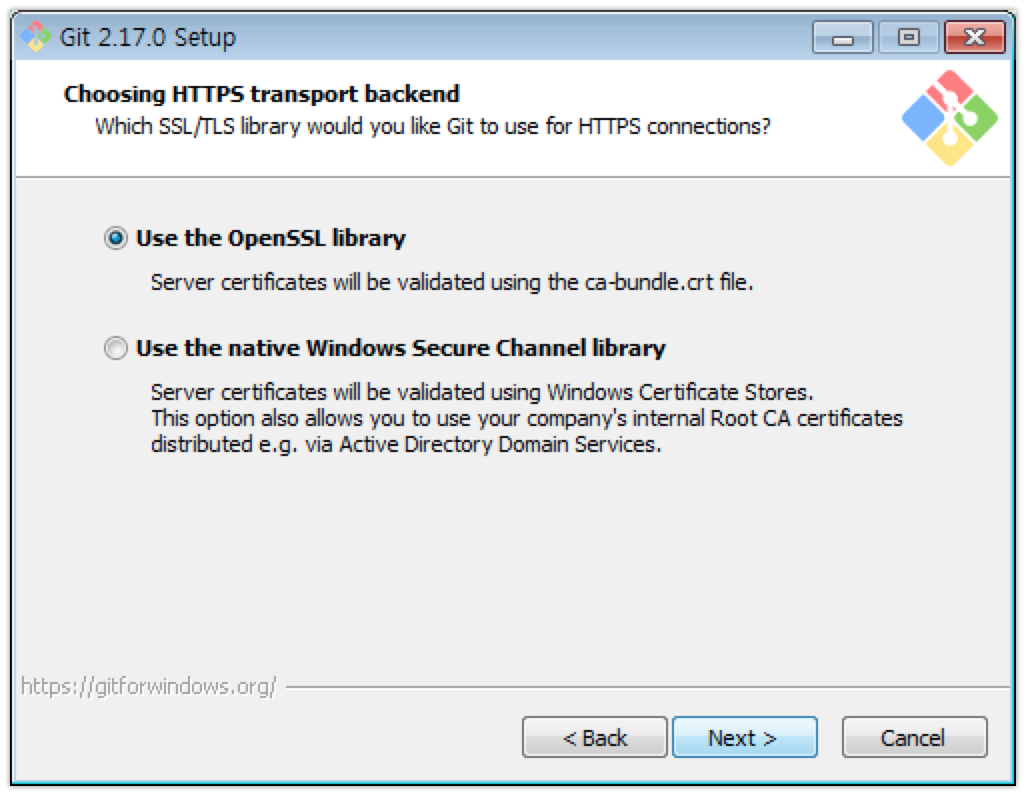 Git 2.17.0 Setup
Choosing HTTPS transport backend
Which SSL/TLS library would you like Git to use for HTTPS connections?
Use the OpenSSL library
Server certificates will be validated using the ca-bundle.crt file.
Use the native Windows Secure Channel library
Server certificates will be validated using Windows Certificate Stores.
This option also allows you to use your company's internal Root CA certificates
distributed e.g. via Active Directory Domain Services.
https://gitforwindows.org/
< Back Next > Cancel